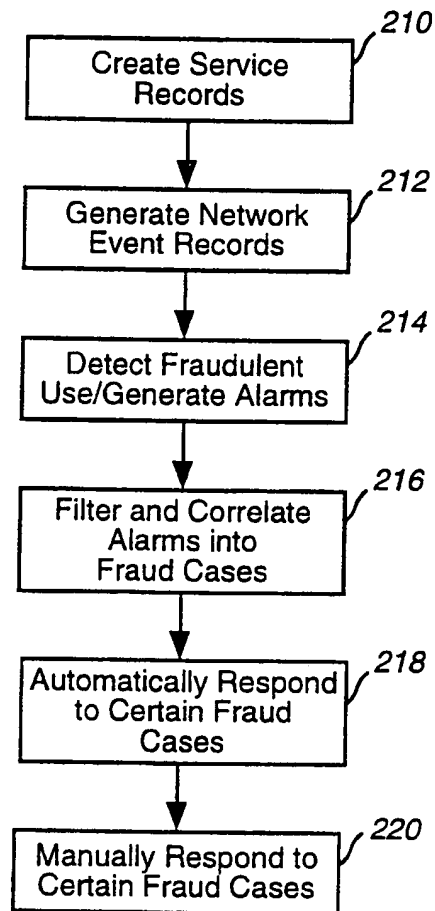 210
Create Service
Records
212
Generate Network
Event Records
214
Detect Fraudulent
Use/Generate Alarms
216
Filter and Correlate
Alarms into
Fraud Cases
218
Automatically Respond
to Certain Fraud
Cases
220
Manually Respond to
Certain Fraud Cases